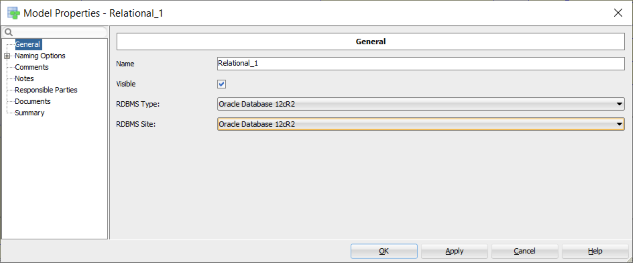 Model Properties - Relational_1
General
Naming Options
Comments
Notes
Responsible Parties
Documents
Summary
General
Name
Relational_1
Visible
RDBMS Type:
Oracle Database 12cR2
RDBMS Site:
Oracle Database 12cR2
OK
Apply
Cancel
Help